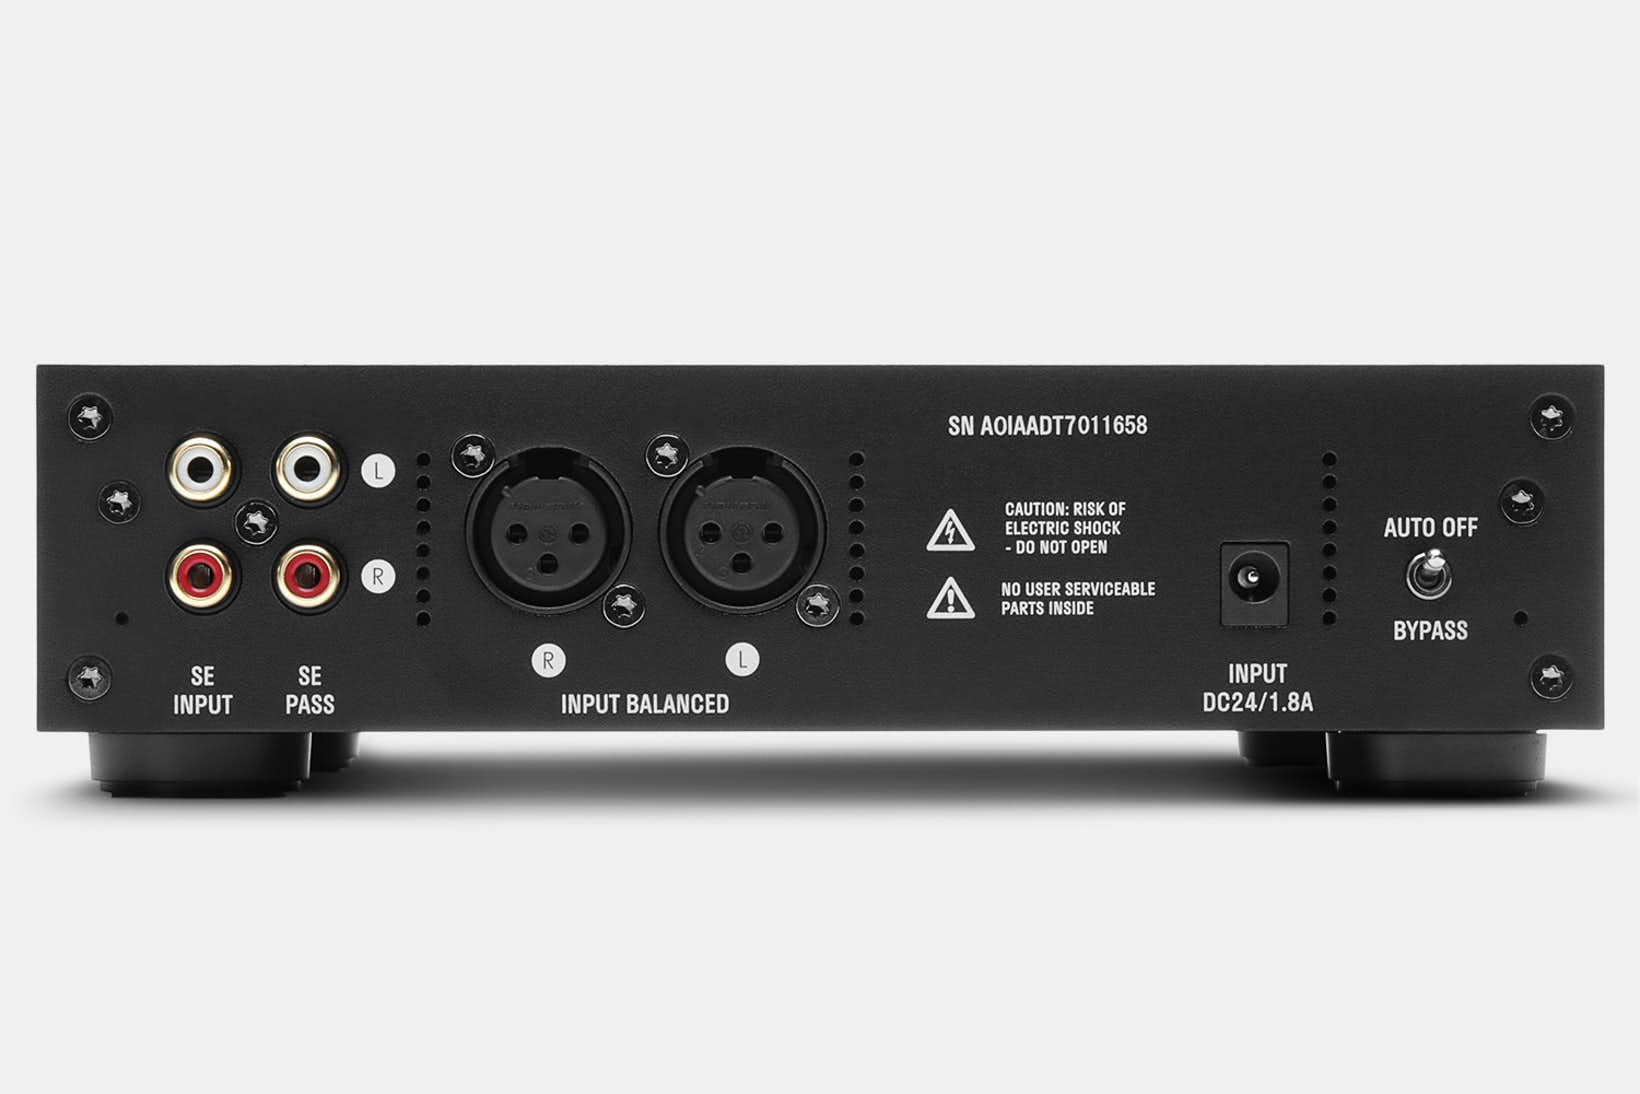 SN AOIAADT7011658
L
R
SE
INPUT
SE
PASS
R
L
INPUT BALANCED
CAUTION: RISK OF
ELECTRIC SHOCK
- DO NOT OPEN
NO USER SERVICEABLE
PARTS INSIDE
INPUT
DC24/1.8A
AUTO OFF
BYPASS